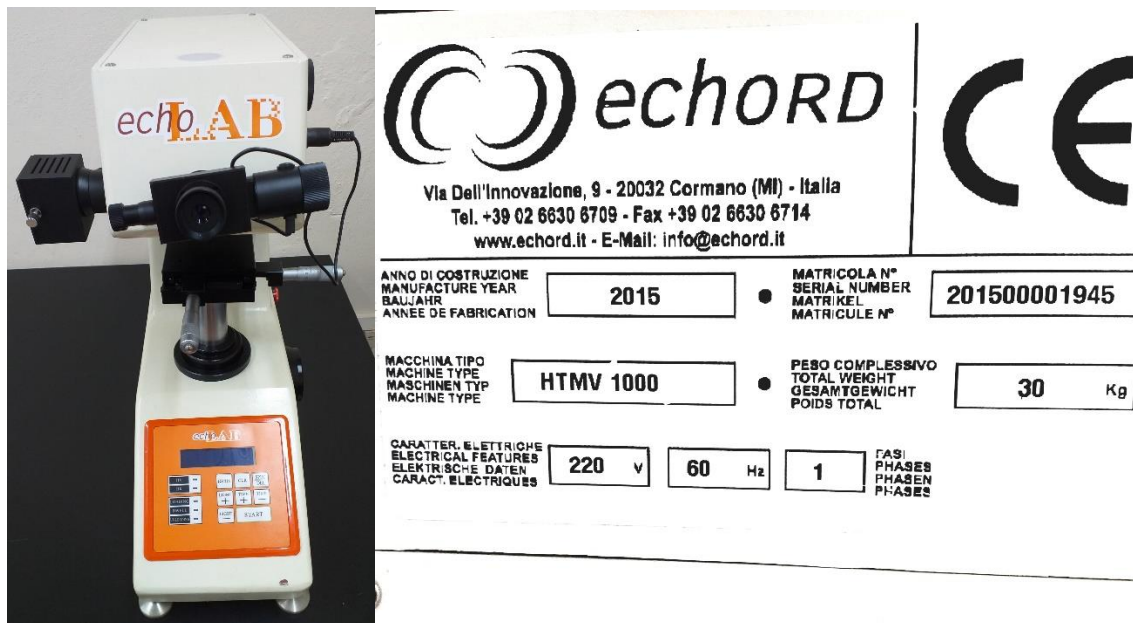 echo LAB
echo LAB
START
echoRD
CE
Via Dell'Innovazione, 9 - 20032 Cormano (MI) - Italia
Tel. +39 02 6630 6709 - Fax +39 02 6630 6714
www.echord.it - E-Mail: info@echord.it
ANNO DI COSTRUZIONE
MANUFACTURE YEAR
BAUJAHR
ANNEE DE FABRICATION
2015
MATRICOLA N°
SERIAL NUMBER
MATRIKEL
MATRICULE N°
201500001945
MACCHINA TIPO
MACHINE TYPE
MASCHINEN TYP
MACHINE TYPE
HTMV 1000
PESO COMPLESSIVO
TOTAL WEIGHT
GESAMTGEWICHT
POIDS TOTAL
30 Kg
CARATTER. ELETTRICHE
ELECTRICAL FEATURES
ELEKTRISCHE DATEN
CARACT. ELECTRIQUES
220 V
60 Hz
1
FASI
PHASES
PHASEN
PHASES